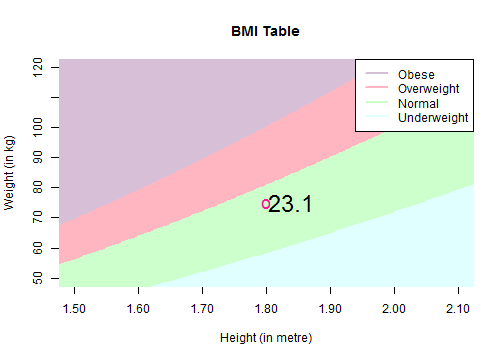 BMI Table
Obese
Overweight
Normal
Underweight
23.1
Weight (in kg)
120
100
90
80
70
60
50
1.50 1.60 1.70 1.80 1.90 2.00 2.10
Height (in metre)